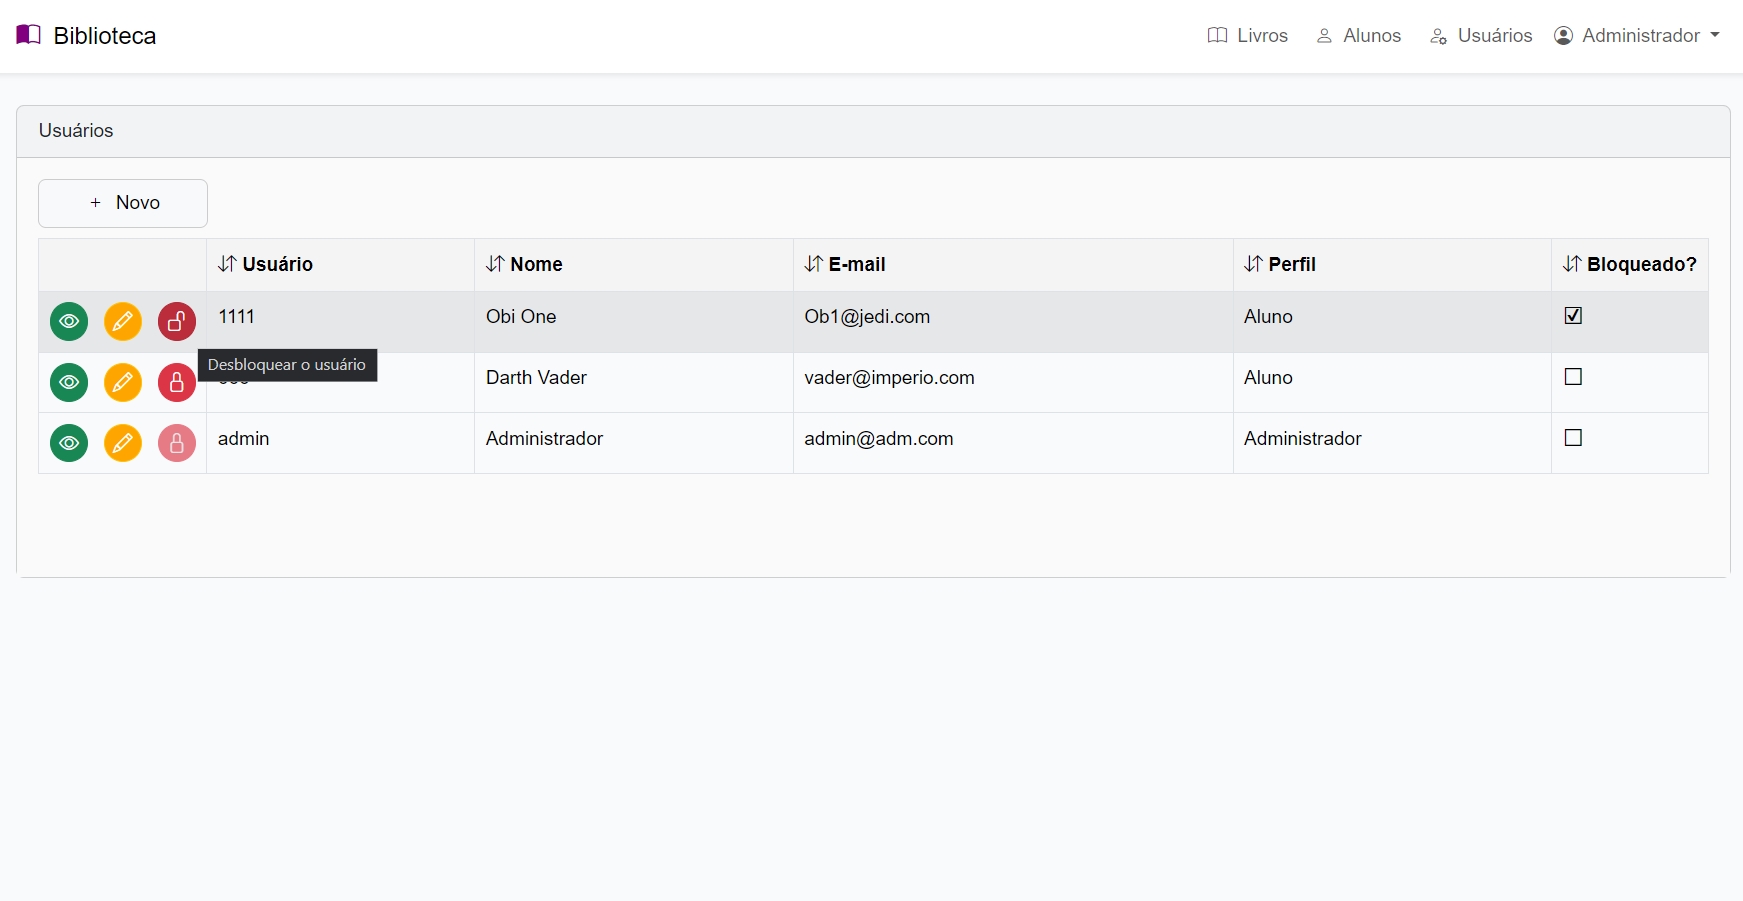 Biblioteca
Livros
Alunos
Usuários
Administrador
Usuários
+ Novo
Usuário Nome E-mail Perfil Bloqueado?
1111 Obi One Ob1@jedi.com Aluno
Desbloquear o usuário
Darth Vader vader@imperio.com Aluno
admin Administrador admin@adm.com Administrador